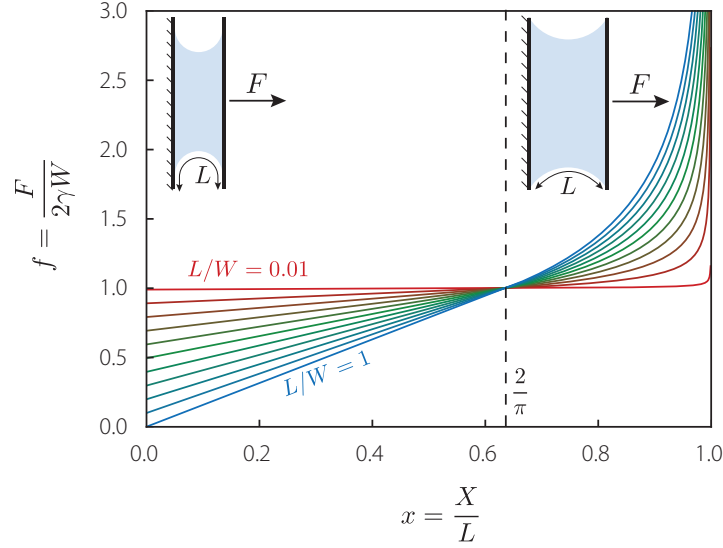 3.0
2.5
2.0
1.5
1.0
0.5
0.0
f = F / 2γW
F
L
F
L
L/W = 0.01
L/W = 1
2/π
0.0 0.2 0.4 0.6 0.8 1.0
x = X / L